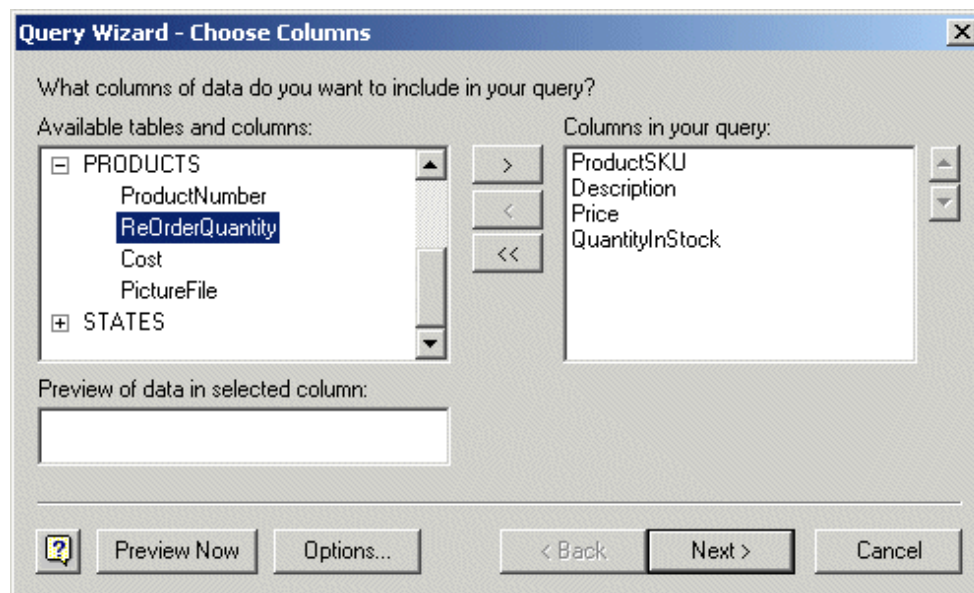 Query Wizard - Choose Columns
What columns of data do you want to include in your query?
Available tables and columns:
PRODUCTS
ProductNumber
ReOrderQuantity
Cost
PictureFile
STATES
>
<
<<
Columns in your query:
ProductSKU
Description
Price
QuantityInStock
Preview of data in selected column:
Preview Now
Options...
< Back
Next >
Cancel